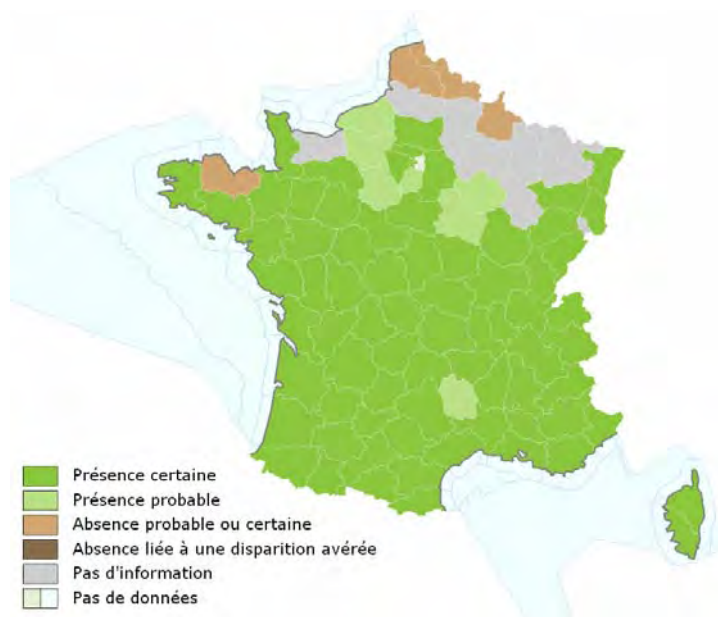 Présence certaine
Présence probable
Absence probable ou certaine
Absence liée à une disparition avérée
Pas d'information
Pas de données